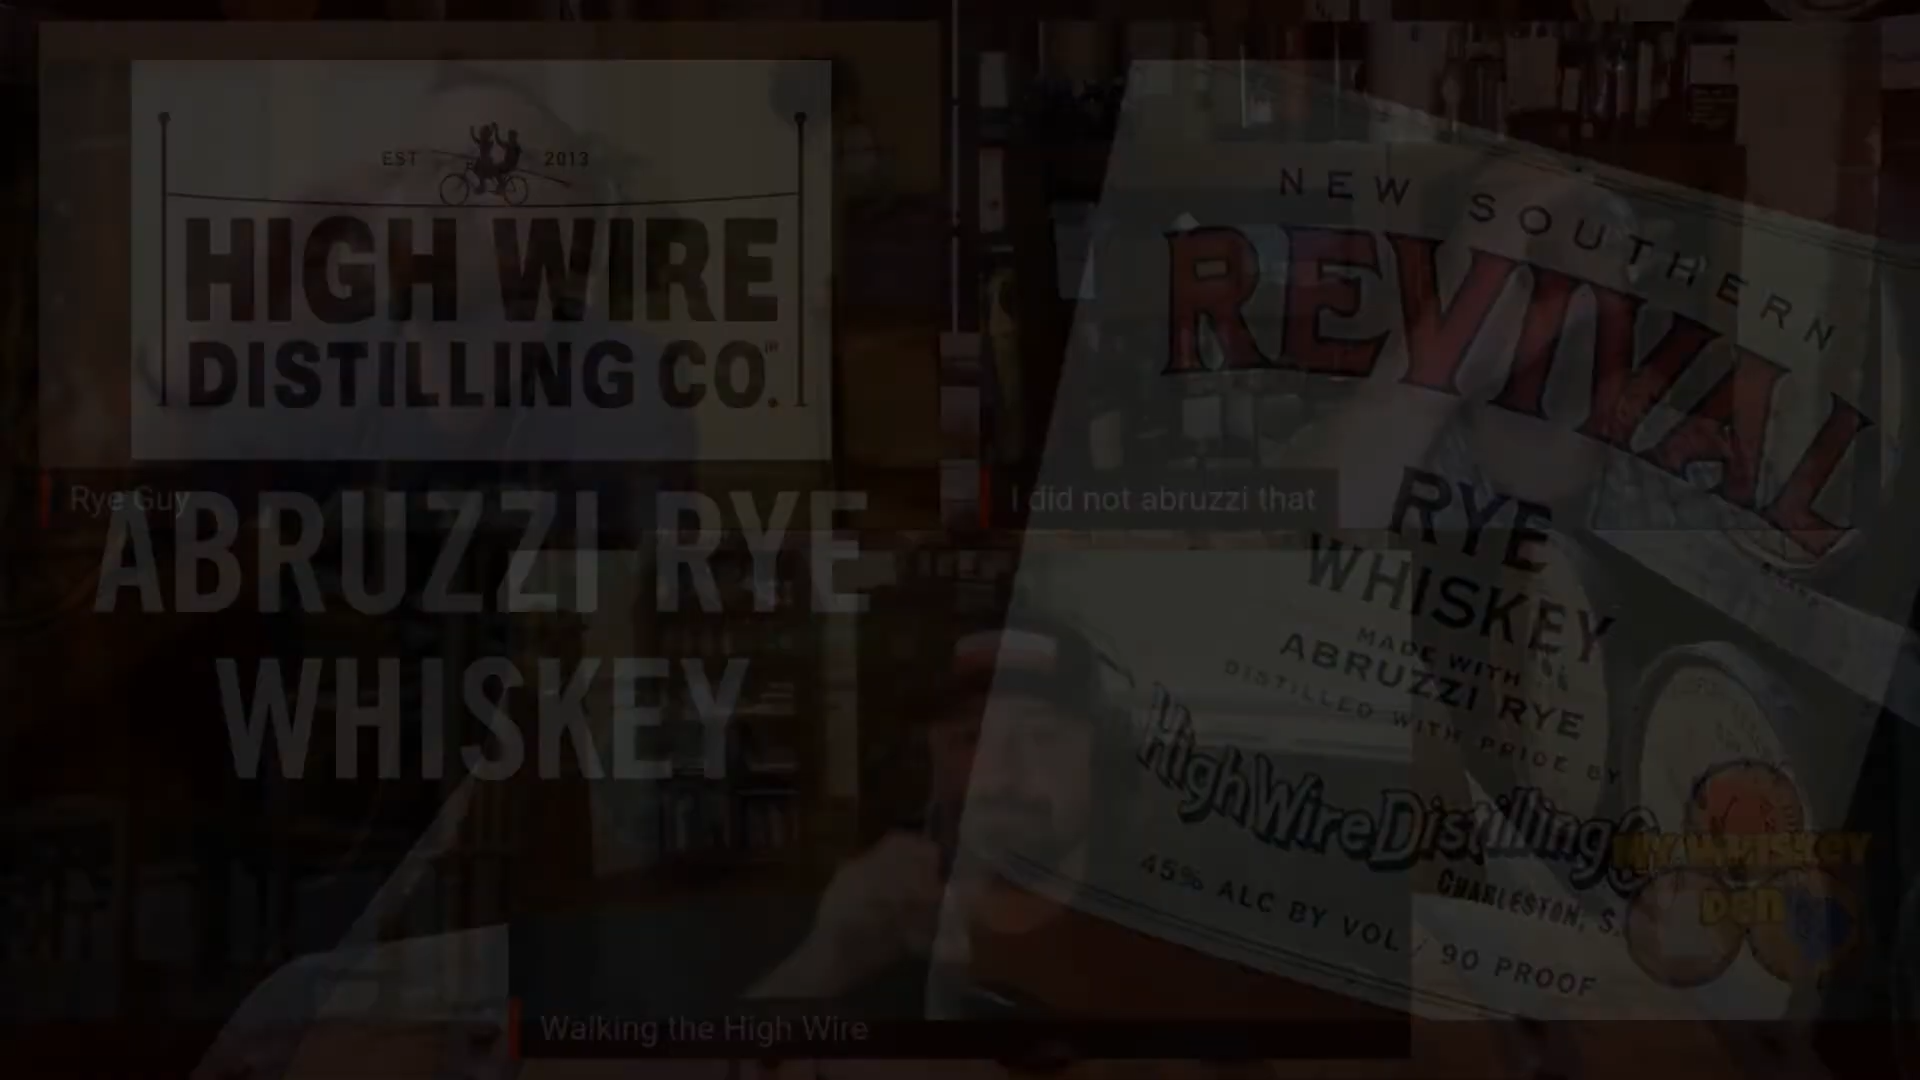 EST 2013
HIGH WIRE
DISTILLING CO.
Rye Guy
ABRUZZI RYE
WHISKEY
I did not abruzzi that
NEW SOUTHERN
REVIVAL
RYE
WHISKEY
MADE WITH
ABRUZZI RYE
DISTILLED WITH PRIDE BY
High Wire Distilling
CHARLESTON, S.
45% ALC BY VOL / 90 PROOF
WHISKEY
Den
Walking the High Wire